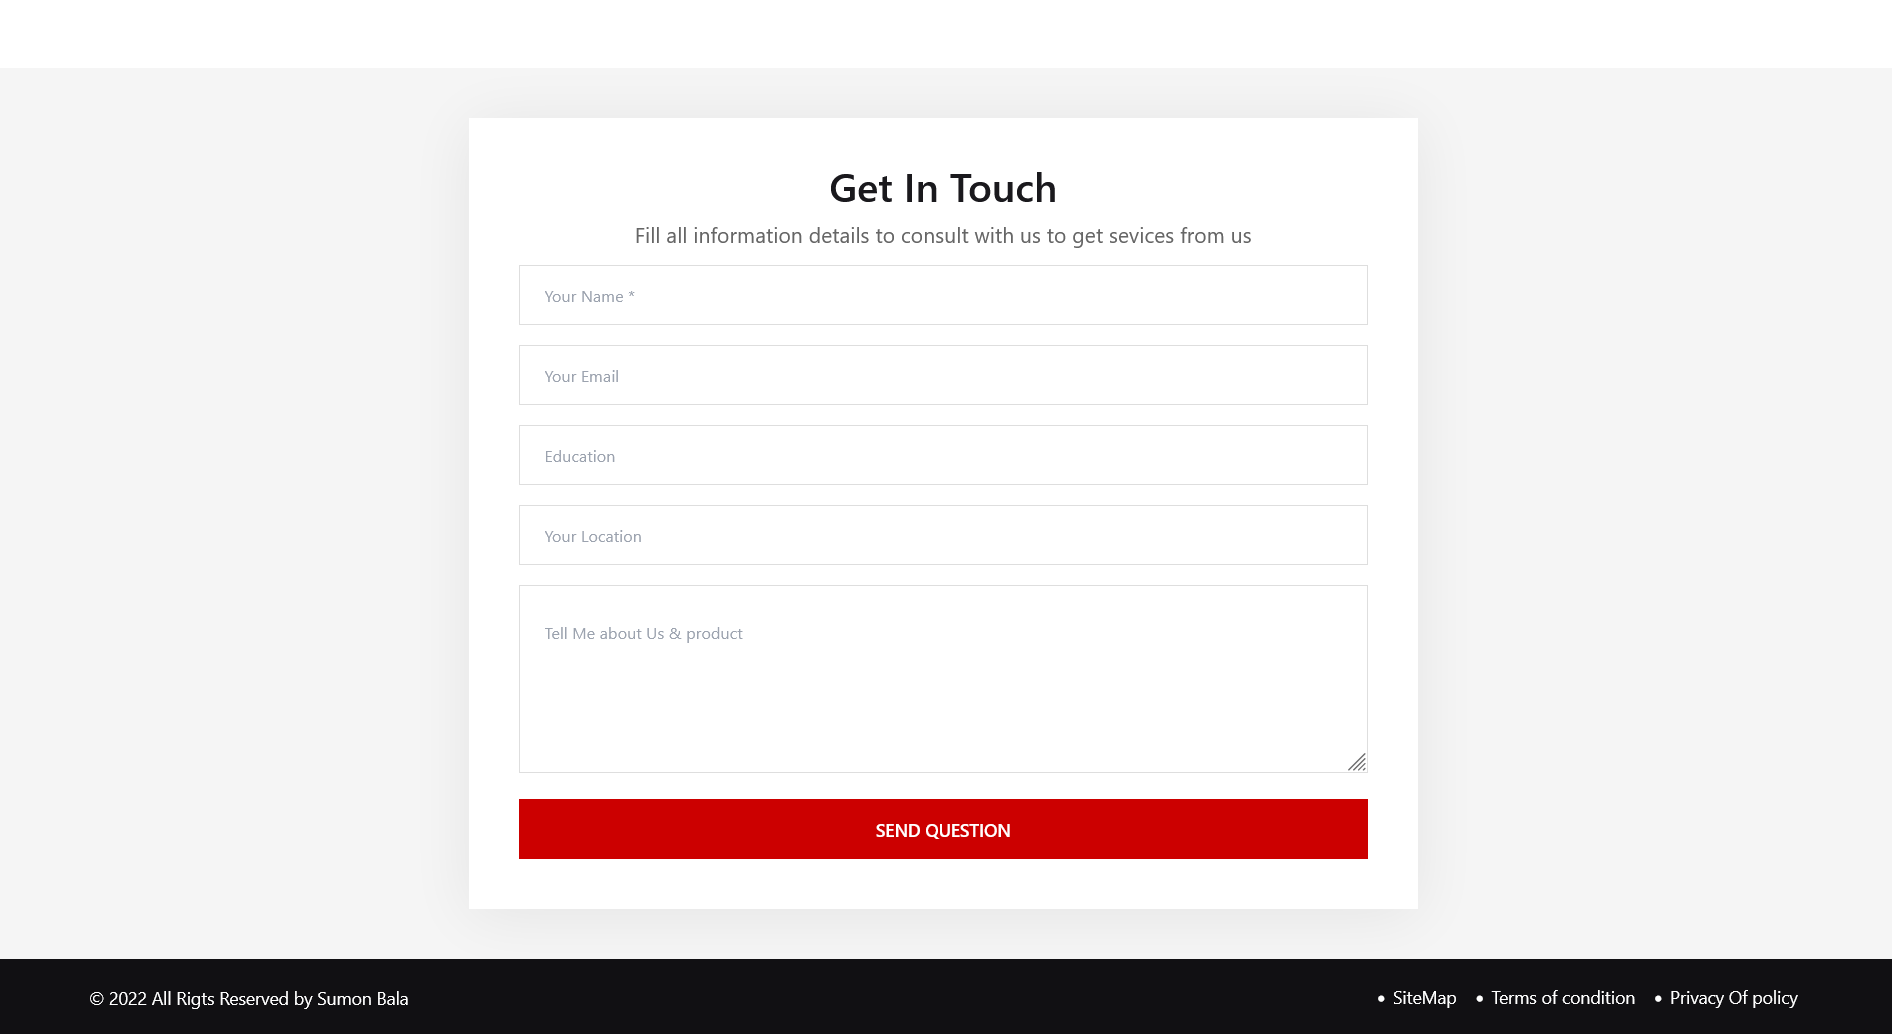 Get In Touch
Fill all information details to consult with us to get sevices from us
Your Name *
Your Email
Education
Your Location
Tell Me about Us & product
SEND QUESTION
© 2022 All Rigts Reserved by Sumon Bala
• SiteMap • Terms of condition • Privacy Of policy